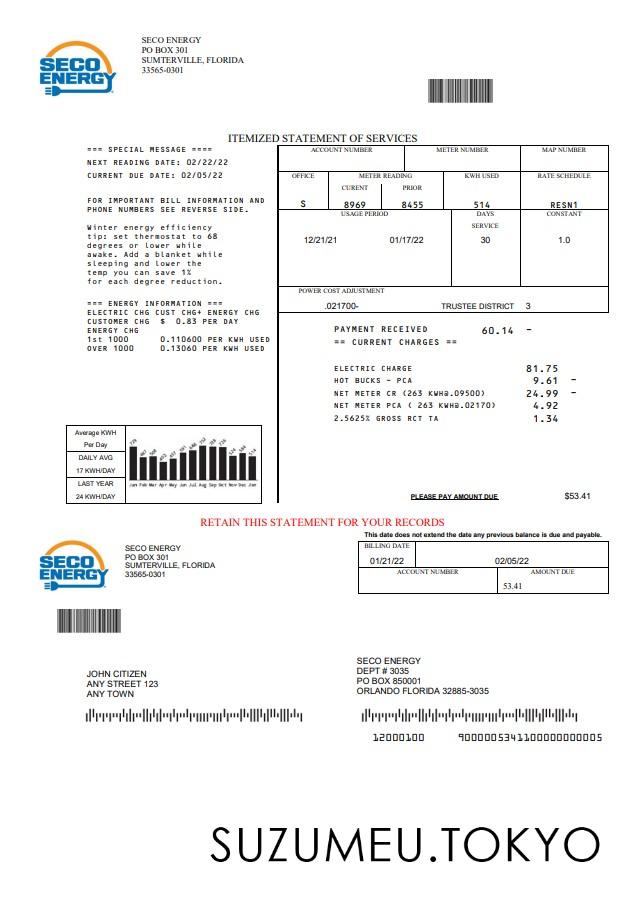 SECO
ENERGY
SECO ENERGY
PO BOX 301
SUMTERVILLE, FLORIDA
33565-0301
ITEMIZED STATEMENT OF SERVICES
=== SPECIAL MESSAGE ====
NEXT READING DATE: 02/22/22
CURRENT DUE DATE: 02/05/22
FOR IMPORTANT BILL INFORMATION AND
PHONE NUMBERS SEE REVERSE SIDE.
Winter energy efficiency
tip: set thermostat to 68
degrees or lower while
awake. Add a blanket while
sleeping and lower the
temp you can save 1%
for each degree reduction.
=== ENERGY INFORMATION ===
ELECTRIC CHG CUST CHG+ ENERGY CHG
CUSTOMER CHG $ 0.83 PER DAY
ENERGY CHG
1st 1000 0.110600 PER KWH USED
OVER 1000 0.13060 PER KWH USED
ACCOUNT NUMBER METER NUMBER MAP NUMBER
OFFICE METER READING KWH USED RATE SCHEDULE
CURENT PRIOR
S 8969 8455 514 RESN1
USAGE PERIOD DAYS CONSTANT
SERVICE
12/21/21 01/17/22 30 1.0
POWER COST ADJUSTMENT
.021700- TRUSTEE DISTRICT 3
PAYMENT RECEIVED 60.14 -
== CURRENT CHARGES ==
ELECTRIC CHARGE 81.75
HOT BUCKS - PCA 9.61 -
NET METER CR (263 KWH@.09500) 24.99 -
NET METER PCA ( 263 KWH@.02170) 4.92
2.5625% GROSS RCT TA 1.34
Average KWH
Per Day
DAILY AVG
17 KWH/DAY
LAST YEAR
24 KWH/DAY
Jan Feb Mar Apr May Jun Jul Aug Sep Oct Nov Dec Jan
PLEASE PAY AMOUNT DUE $53.41
RETAIN THIS STATEMENT FOR YOUR RECORDS
This date does not extend the date any previous balance is due and payable.
SECO
ENERGY
SECO ENERGY
PO BOX 301
SUMTERVILLE, FLORIDA
33565-0301
BILLING DATE
01/21/22 02/05/22
ACCOUNT NUMBER AMOUNT DUE
53.41
JOHN CITIZEN
ANY STREET 123
ANY TOWN
SECO ENERGY
DEPT # 3035
PO BOX 850001
ORLANDO FLORIDA 32885-3035
12000100 9000005341100000000005
SUZUMEU.TOKYO